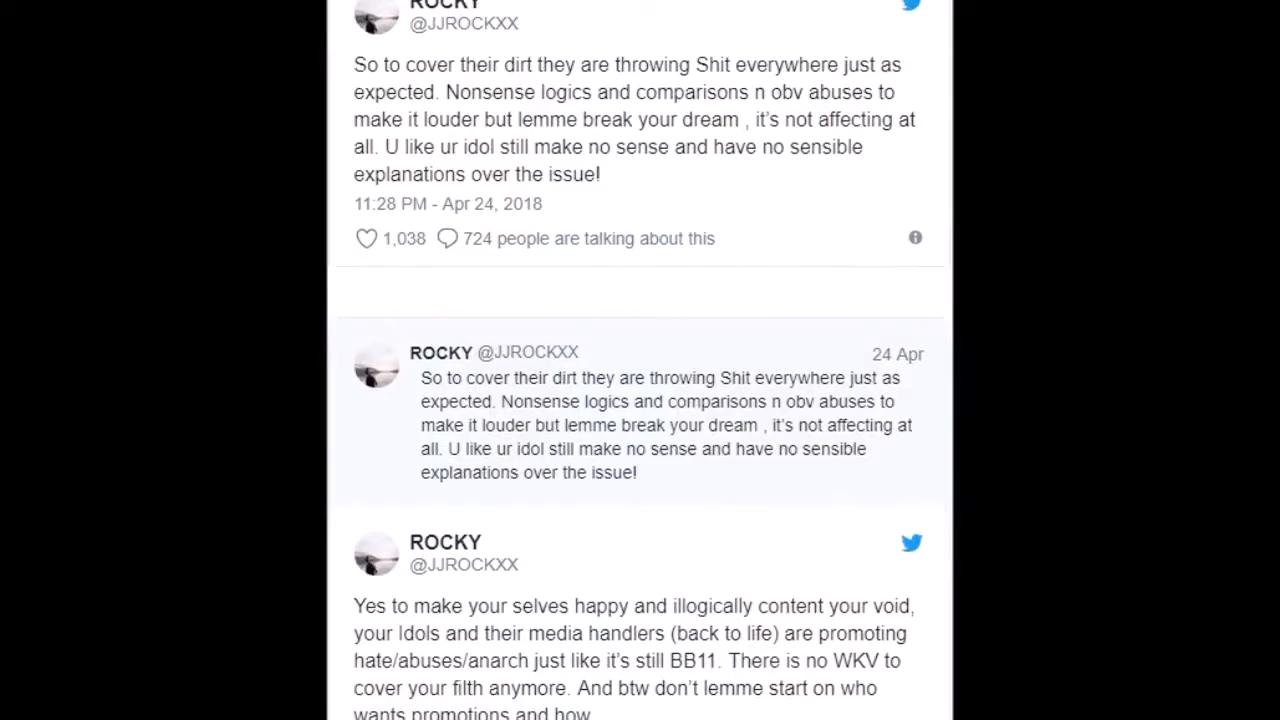 ROCKY
@JJROCKXX
So to cover their dirt they are throwing Shit everywhere just as
expected. Nonsense logics and comparisons n obv abuses to
make it louder but lemme break your dream , it's not affecting at
all. U like ur idol still make no sense and have no sensible
explanations over the issue!
11:28 PM - Apr 24, 2018
1,038 724 people are talking about this
ROCKY @JJROCKXX 24 Apr
So to cover their dirt they are throwing Shit everywhere just as
expected. Nonsense logics and comparisons n obv abuses to
make it louder but lemme break your dream , it's not affecting at
all. U like ur idol still make no sense and have no sensible
explanations over the issue!
ROCKY
@JJROCKXX
Yes to make your selves happy and illogically content your void,
your Idols and their media handlers (back to life) are promoting
hate/abuses/anarch just like it's still BB11. There is no WKV to
cover your filth anymore. And btw don't lemme start on who
wants promotions and how